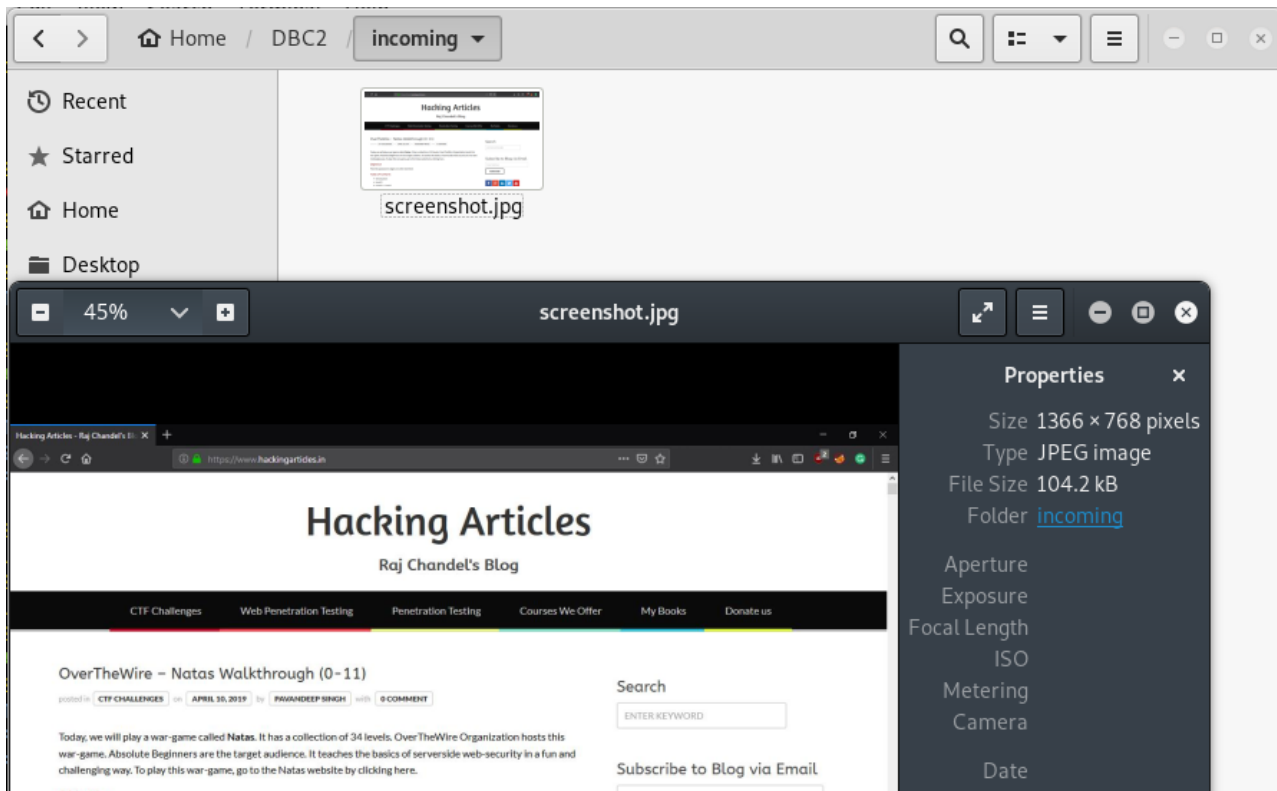 Home / DBC2 / incoming
Recent
Starred
Home
Desktop
Hacking Articles
Raj Chandel's Blog
screenshot.jpg
45%
screenshot.jpg
Properties
Size 1366 × 768 pixels
Type JPEG image
File Size 104.2 kB
Folder incoming
Aperture
Exposure
Focal Length
ISO
Metering
Camera
Date
Hacking Articles - Raj Chandel's
https://www.hackingarticles.in
Hacking Articles
Raj Chandel's Blog
CTF Challenges Web Penetration Testing Penetration Testing Courses We Offer My Books Donate us
OverTheWire – Natas Walkthrough (0-11)
posted in CTF CHALLENGES on APRIL 10, 2019 by PAVANDEEP SINGH with 0 COMMENT
Today, we will play a war-game called Natas. It has a collection of 34 levels. OverTheWire Organization hosts this
war-game. Absolute Beginners are the target audience. It teaches the basics of serverside web-security in a fun and
challenging way. To play this war-game, go to the Natas website by clicking here.
Search
ENTER KEYWORD
Subscribe to Blog via Email